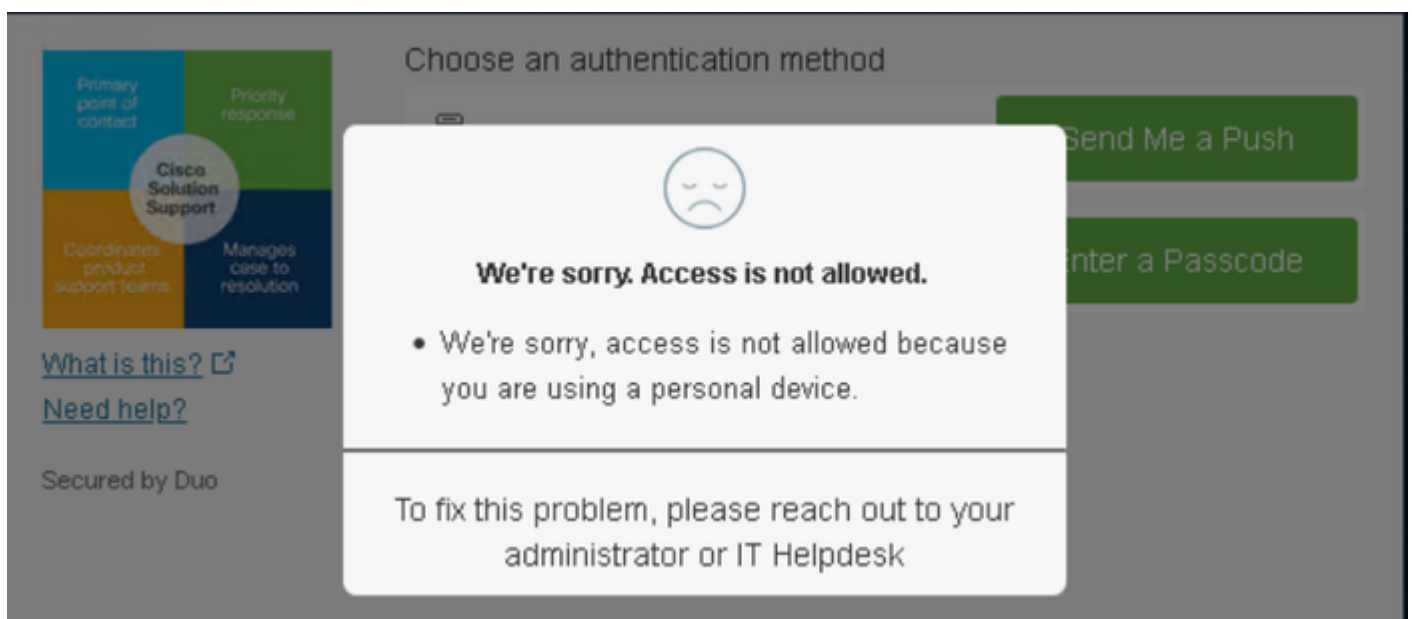 Choose an authentication method
Primary
point of
contact
Priority
response
Cisco
Solution
Support
Coordinates
product
support teams
Manages
case to
resolution
Send Me a Push
Enter a Passcode
We're sorry. Access is not allowed.
• We're sorry, access is not allowed because
you are using a personal device.
To fix this problem, please reach out to your
administrator or IT Helpdesk
What is this?
Need help?
Secured by Duo